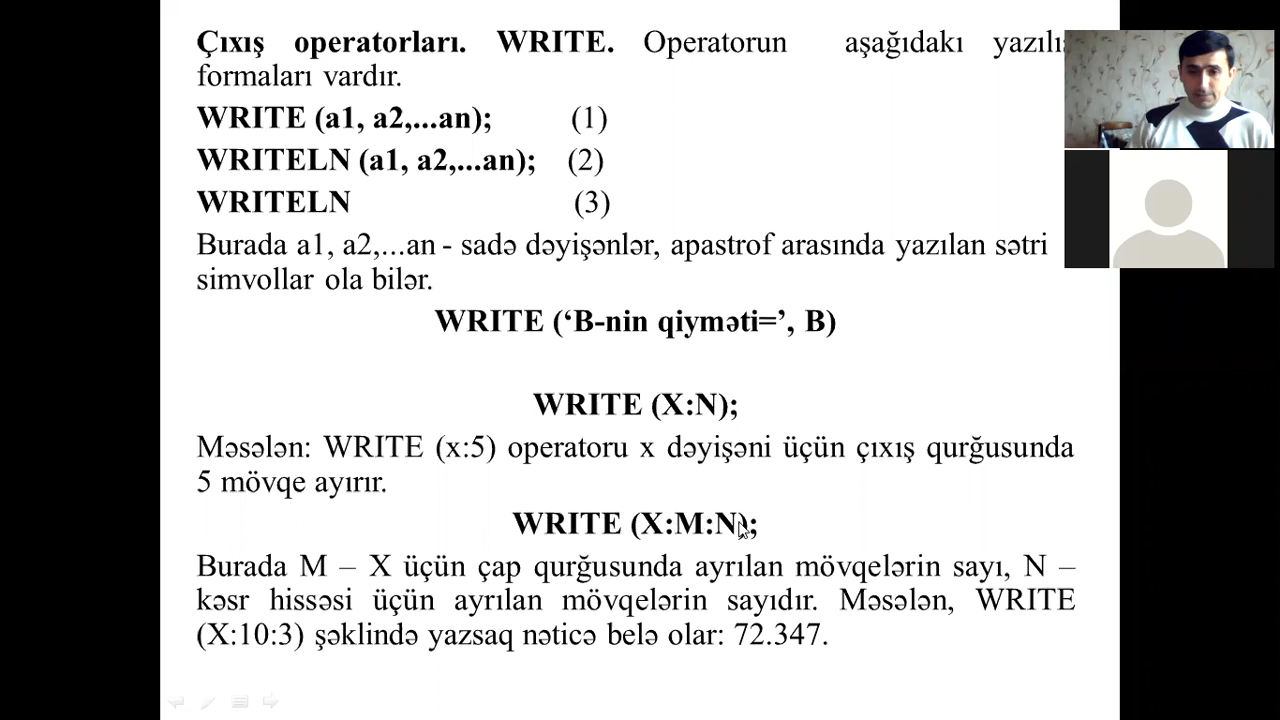 Çıxış operatorları. WRITE. Operatorun aşağıdakı yazılış
formaları vardır.
WRITE (a1, a2,...an); (1)
WRITELN (a1, a2,...an); (2)
WRITELN (3)
Burada a1, a2,...an - sadə dəyişənlər, apastrof arasında yazılan sətri
simvollar ola bilər.
WRITE (‘B-nin qiyməti=’, B)
WRITE (X:N);
Məsələn: WRITE (x:5) operatoru x dəyişəni üçün çıxış qurğusunda
5 mövqe ayırır.
WRITE (X:M:N);
Burada M – X üçün çap qurğusunda ayrılan mövqelərin sayı, N –
kəsr hissəsi üçün ayrılan mövqelərin sayıdır. Məsələn, WRITE
(X:10:3) şəklində yazsaq nəticə belə olar: 72.347.